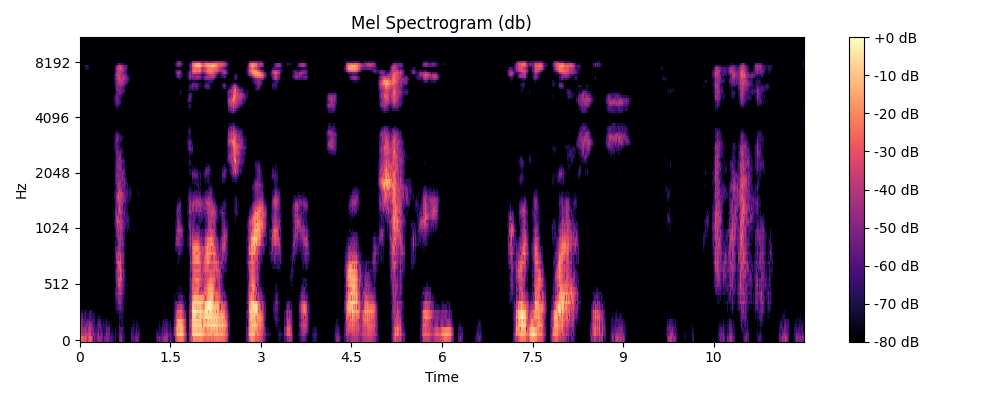 Mel Spectrogram (db)
+0 dB
8192
-10 dB
4096
-20 dB
-30 dB
Hz
2048
-40 dB
1024
-50 dB
-60 dB
512
-70 dB
0
-80 dB
0 1.5 3 4.5 6 7.5 9 10
Time